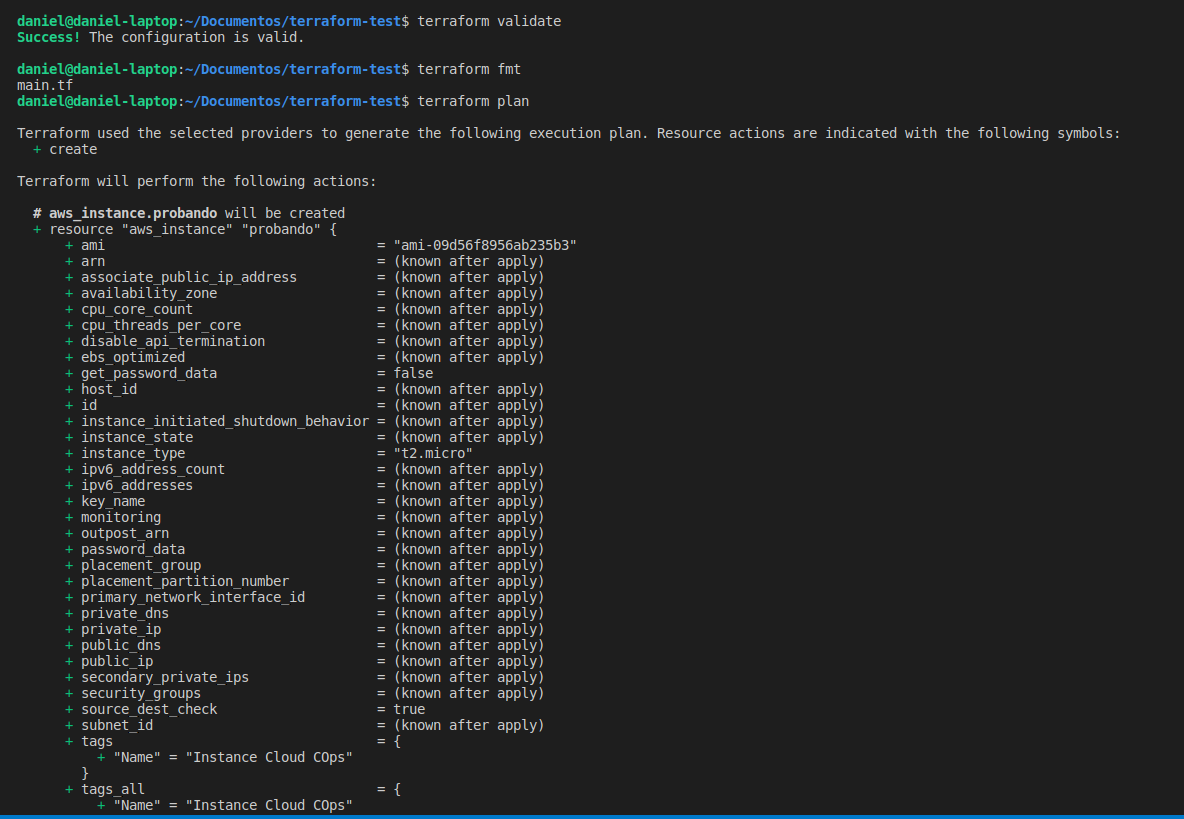 daniel@daniel-laptop:~/Documentos/terraform-test$ terraform validate
Success! The configuration is valid.

daniel@daniel-laptop:~/Documentos/terraform-test$ terraform fmt
main.tf
daniel@daniel-laptop:~/Documentos/terraform-test$ terraform plan

Terraform used the selected providers to generate the following execution plan. Resource actions are indicated with the following symbols:
  + create

Terraform will perform the following actions:

  # aws_instance.probando will be created
  + resource "aws_instance" "probando" {
      + ami                                  = "ami-09d56f8956ab235b3"
      + arn                                  = (known after apply)
      + associate_public_ip_address          = (known after apply)
      + availability_zone                    = (known after apply)
      + cpu_core_count                       = (known after apply)
      + cpu_threads_per_core                 = (known after apply)
      + disable_api_termination              = (known after apply)
      + ebs_optimized                        = (known after apply)
      + get_password_data                    = false
      + host_id                              = (known after apply)
      + id                                   = (known after apply)
      + instance_initiated_shutdown_behavior = (known after apply)
      + instance_state                       = (known after apply)
      + instance_type                        = "t2.micro"
      + ipv6_address_count                   = (known after apply)
      + ipv6_addresses                       = (known after apply)
      + key_name                             = (known after apply)
      + monitoring                           = (known after apply)
      + outpost_arn                          = (known after apply)
      + password_data                        = (known after apply)
      + placement_group                      = (known after apply)
      + placement_partition_number           = (known after apply)
      + primary_network_interface_id         = (known after apply)
      + private_dns                          = (known after apply)
      + private_ip                           = (known after apply)
      + public_dns                           = (known after apply)
      + public_ip                            = (known after apply)
      + secondary_private_ips                = (known after apply)
      + security_groups                      = (known after apply)
      + source_dest_check                    = true
      + subnet_id                            = (known after apply)
      + tags                                 = {
          + "Name" = "Instance Cloud COps"
        }
      + tags_all                             = {
          + "Name" = "Instance Cloud COps"